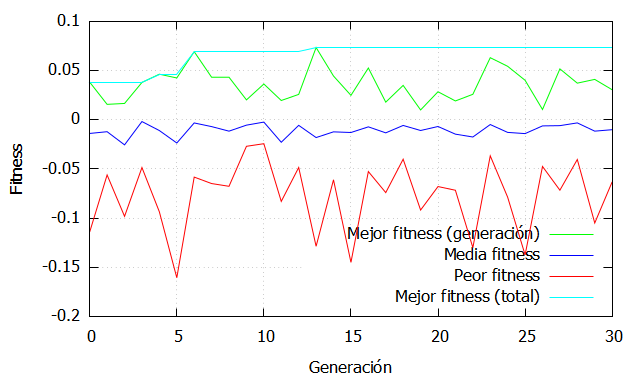 0.1
0.05
0
-0.05
-0.1
-0.15
-0.2
Fitness
Mejor fitness (generación)
Media fitness
Peor fitness
Mejor fitness (total)
0 5 10 15 20 25 30
Generación